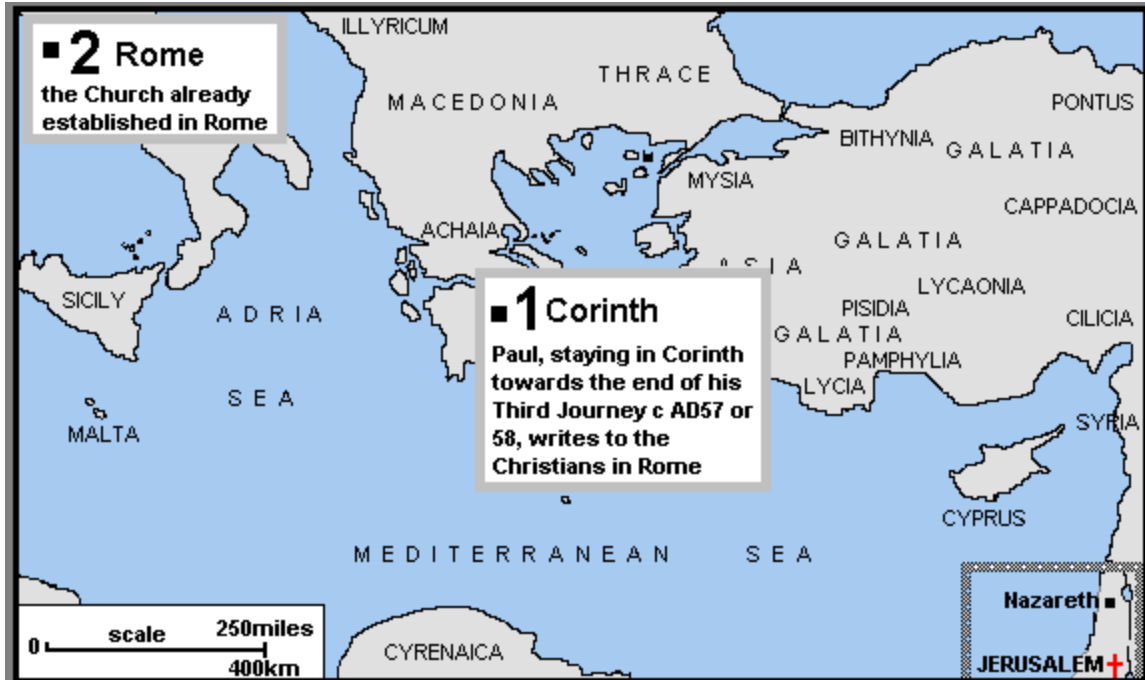 ILLYRICUM
■ 2 Rome
the Church already
established in Rome
THRACE
MACEDONIA
PONTUS
BITHYNIA
GALATIA
MYSIA
CAPPADOCIA
ACHAIA
GALATIA
ASIA
LYCAONIA
SICILY
ADRIA
SEA
PISIDIA
CILICIA
GALATIA
PAMPHYLIA
LYCIA
■ 1 Corinth
Paul, staying in Corinth
towards the end of his
Third Journey c AD57 or
58, writes to the
Christians in Rome
MALTA
SYRIA
CYPRUS
MEDITERRANEAN SEA
Nazareth
JERUSALEM
CYRENAICA
0 scale 250miles
400km